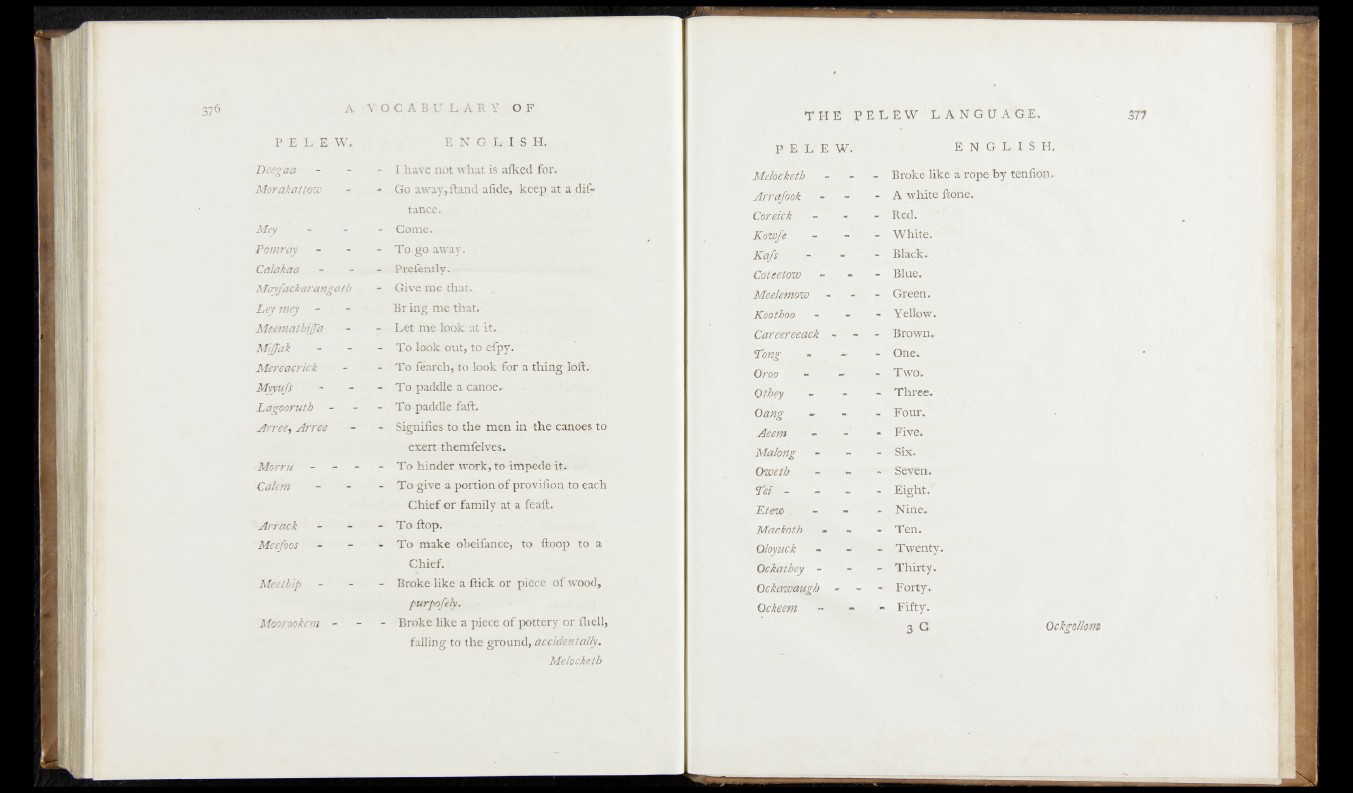 376 A VOCABULARY OF
PELEW. ENGLISH.
Deegaa - - - I have not what is aſked for.
Morakattow - - Go away, ſtand aſide, keep at a diſ-
tance.
Mey - - - Come.
Pomray - - - To go away.
Calakaa - - - Preſently.
Mayſackarangath - Give me that.
Ley mey - - Bring me that.
Meemathiſſa - - Let me look at it.
Miſſak - - - To look out, to eſpy.
Mereacrick - - To ſearch, to look for a thing loſt.
Myyuſs - - - To paddle a canoe.
Lagooruth - - - To paddle faſt.
Arree, Arree - - Signifies to the men in the canoes to
exert themſelves.
Morru - - - - To hinder work, to impede it.
Calem - - - To give a portion of proviſion to each
Chief or family at a feaſt.
Arrack - - - To ſtop.
Meeſoos - - - To make obeiſance, to ſtoop to a
Chief.
Meethip - - - Broke like a ſtick or piece of wood,
purpoſely.
Moorookem - - - Broke like a piece of pottery or ſhell,
falling to the ground, accidentally.
Melocketh
THE PELEW LANGUAGE. 377
PELEW. ENGLISH.
Melocketh - - - Broke like a rope by tenſion.
Arraſook - - - A white ſtone.
Coreick - - - Red.
Kowſe - - - White.
Kaſs - - - Black.
Coteetow - - - Blue.
Meelemow - - - Green.
Koothoo - - - Yellow.
Careereeack - - - Brown.
Tong - - - One.
Oroo - - - Two.
Othey - - - Three.
Oang - - - Four.
Aeem - - - Five.
Malong - - - Six.
Oweth - - - Seven.
Tei - - - - Eight.
Etew - - - Nine.
Mackoth - - - Ten.
Oloyuck - - - Twenty.
Ockathey - - - Thirty.
Ockawaugh - - - Forty.
Ockeem - - - Fifty.
3 G Ockgollom